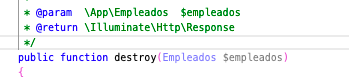 *
* @param  \App\Empleados  $empleados
* @return \Illuminate\Http\Response
*/
public function destroy(Empleados $empleados)
{